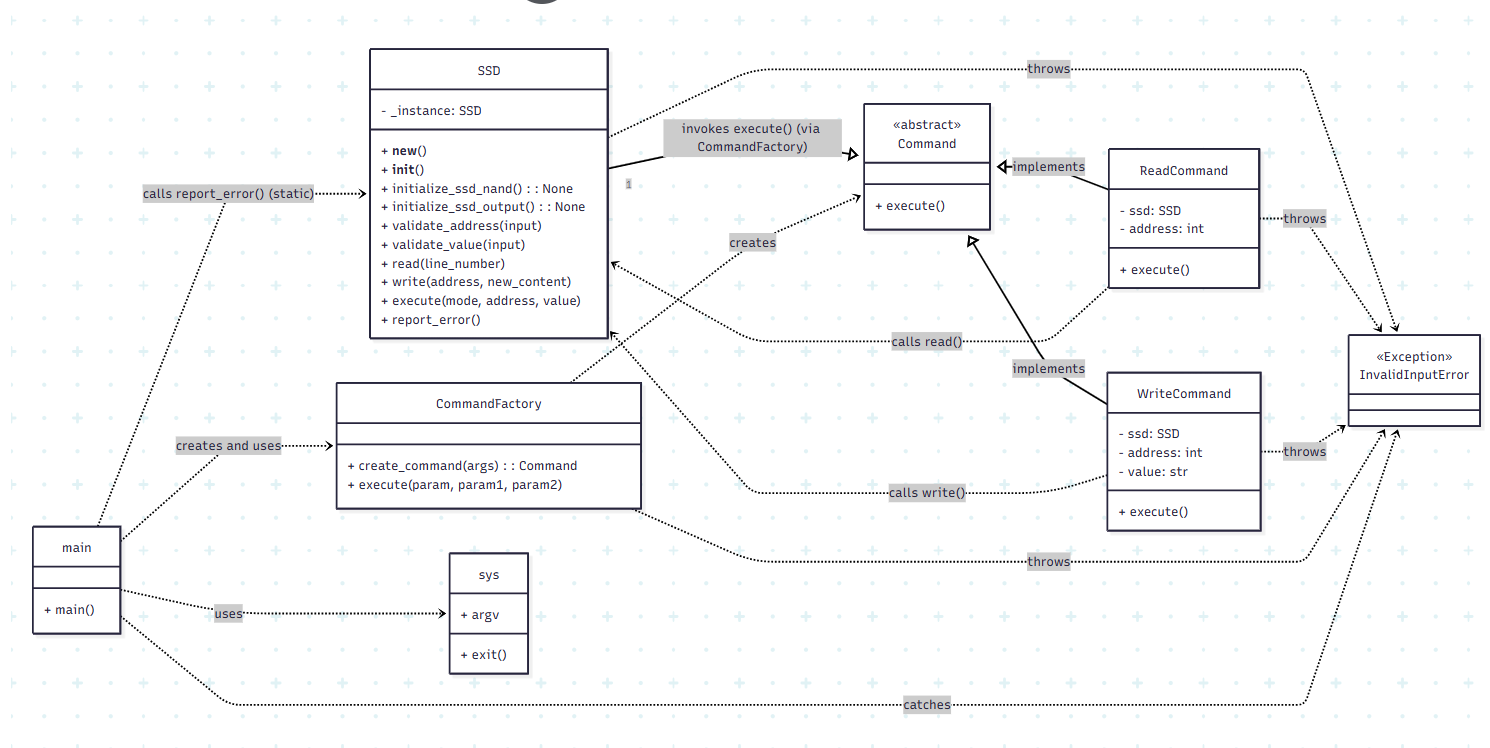 SSD
- _instance: SSD
+ new()
+ init()
+ initialize_ssd_nand() : : None
+ initialize_ssd_output() : : None
+ validate_address(input)
+ validate_value(input)
+ read(line_number)
+ write(address, new_content)
+ execute(mode, address, value)
+ report_error()
throws
invokes execute() (via
CommandFactory)
1
«abstract»
Command
+ execute()
implements
ReadCommand
- ssd: SSD
- address: int
+ execute()
throws
calls report_error() (static)
creates
calls read()
«Exception»
InvalidInputError
implements
WriteCommand
- ssd: SSD
- address: int
- value: str
+ execute()
throws
CommandFactory
+ create_command(args) : : Command
+ execute(param, param1, param2)
creates and uses
calls write()
throws
main
+ main()
sys
+ argv
+ exit()
uses
catches